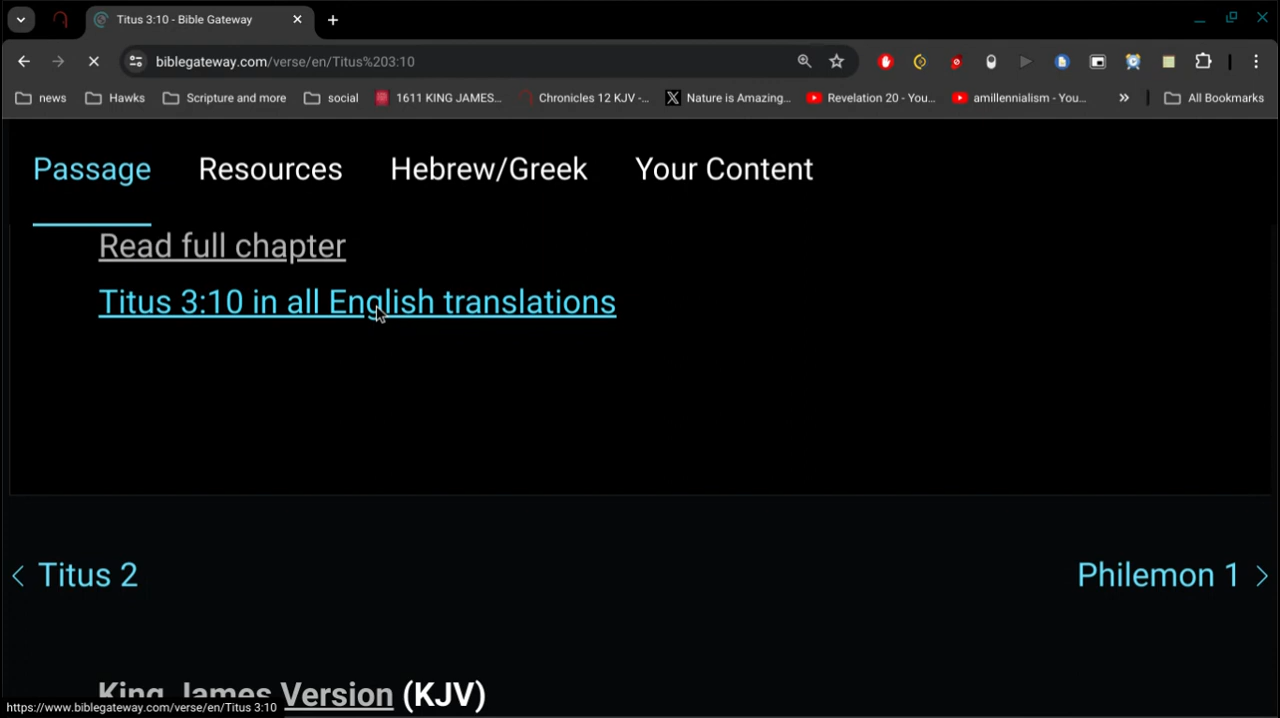 Titus 3:10 - Bible Gateway
biblegateway.com/verse/en/Titus%203:10
news Hawks Scripture and more social 1611 KING JAMES... Chronicles 12 KJV -... Nature is Amazing... Revelation 20 - You... amillennialism - You... » All Bookmarks
Passage Resources Hebrew/Greek Your Content
Read full chapter
Titus 3:10 in all English translations
< Titus 2 Philemon 1 >
King James Version (KJV)
https://www.biblegateway.com/verse/en/Titus 3:10